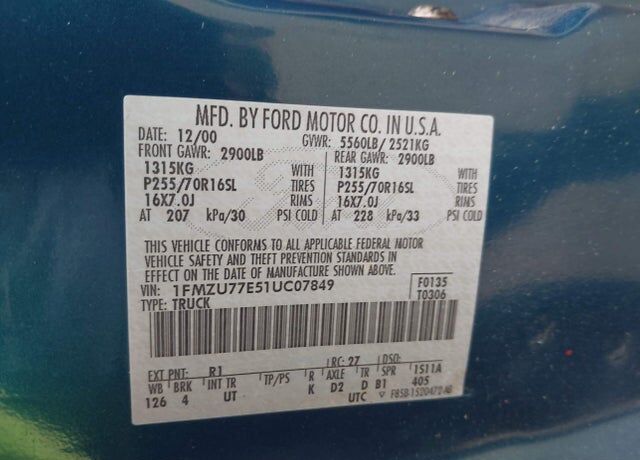 MFD. BY FORD MOTOR CO. IN U.S.A.
DATE: 12/00 GVWR: 5560LB/ 2521KG
FRONT GAWR: 2900LB REAR GAWR: 2900LB
1315KG WITH 1315KG WITH
P255/70R16SL TIRES P255/70R16SL TIRES
16X7.0J RIMS 16X7.0J RIMS
AT 207 kPa/30 PSI COLD AT 228 kPa/33 PSI COLD
THIS VEHICLE CONFORMS TO ALL APPLICABLE FEDERAL MOTOR
VEHICLE SAFETY AND THEFT PREVENTION STANDARDS IN
EFFECT ON THE DATE OF MANUFACTURE SHOWN ABOVE.
VIN: 1FMZU77E51UC07849 F0135
TYPE: TRUCK T0306
EXT PNT: R1 RC: 27 DSO:
WB BRK INT TR TP/PS R AXLE TR SPR 1S11A
126 4 UT K D2 D B1 405
UTC F85B-1520472-AB